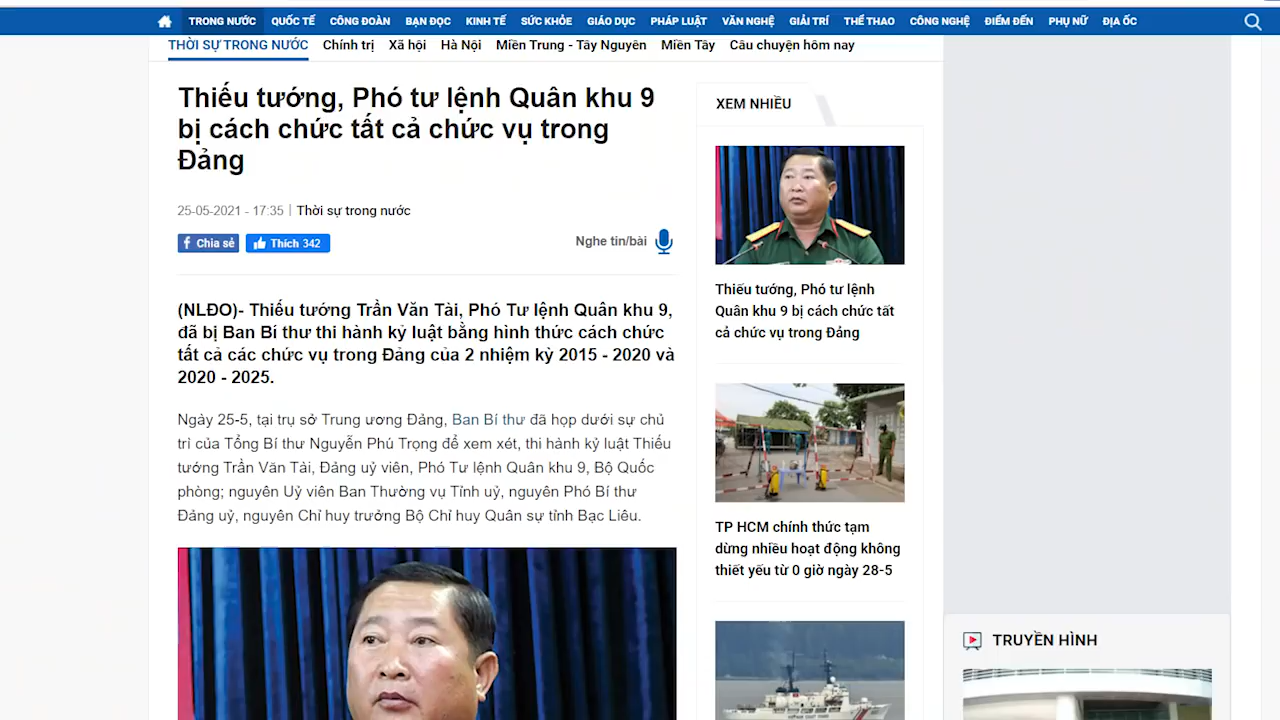 TRONG NƯỚC QUỐC TẾ CÔNG ĐOÀN BẠN ĐỌC KINH TẾ SỨC KHỎE GIÁO DỤC PHÁP LUẬT VĂN NGHỆ GIẢI TRÍ THỂ THAO CÔNG NGHỆ ĐIỂM ĐẾN PHỤ NỮ ĐỊA ỐC
THỜI SỰ TRONG NƯỚC Chính trị Xã hội Hà Nội Miền Trung - Tây Nguyên Miền Tây Câu chuyện hôm nay
Thiếu tướng, Phó tư lệnh Quân khu 9
bị cách chức tất cả chức vụ trong
Đảng
25-05-2021 - 17:35 | Thời sự trong nước
Chia sẻ Thích 342
Nghe tin/bài
(NLĐO)- Thiếu tướng Trần Văn Tài, Phó Tư lệnh Quân khu 9,
đã bị Ban Bí thư thi hành kỷ luật bằng hình thức cách chức
tất cả các chức vụ trong Đảng của 2 nhiệm kỳ 2015 - 2020 và
2020 - 2025.
Ngày 25-5, tại trụ sở Trung ương Đảng, Ban Bí thư đã họp dưới sự chủ
trì của Tổng Bí thư Nguyễn Phú Trọng để xem xét, thi hành kỷ luật Thiếu
tướng Trần Văn Tài, Đảng uỷ viên, Phó Tư lệnh Quân khu 9, Bộ Quốc
phòng; nguyên Uỷ viên Ban Thường vụ Tỉnh uỷ, nguyên Phó Bí thư
Đảng uỷ, nguyên Chỉ huy trưởng Bộ Chỉ huy Quân sự tỉnh Bạc Liêu.
XEM NHIỀU
Thiếu tướng, Phó tư lệnh
Quân khu 9 bị cách chức tất
cả chức vụ trong Đảng
TP HCM chính thức tạm
dừng nhiều hoạt động không
thiết yếu từ 0 giờ ngày 28-5
TRUYỀN HÌNH